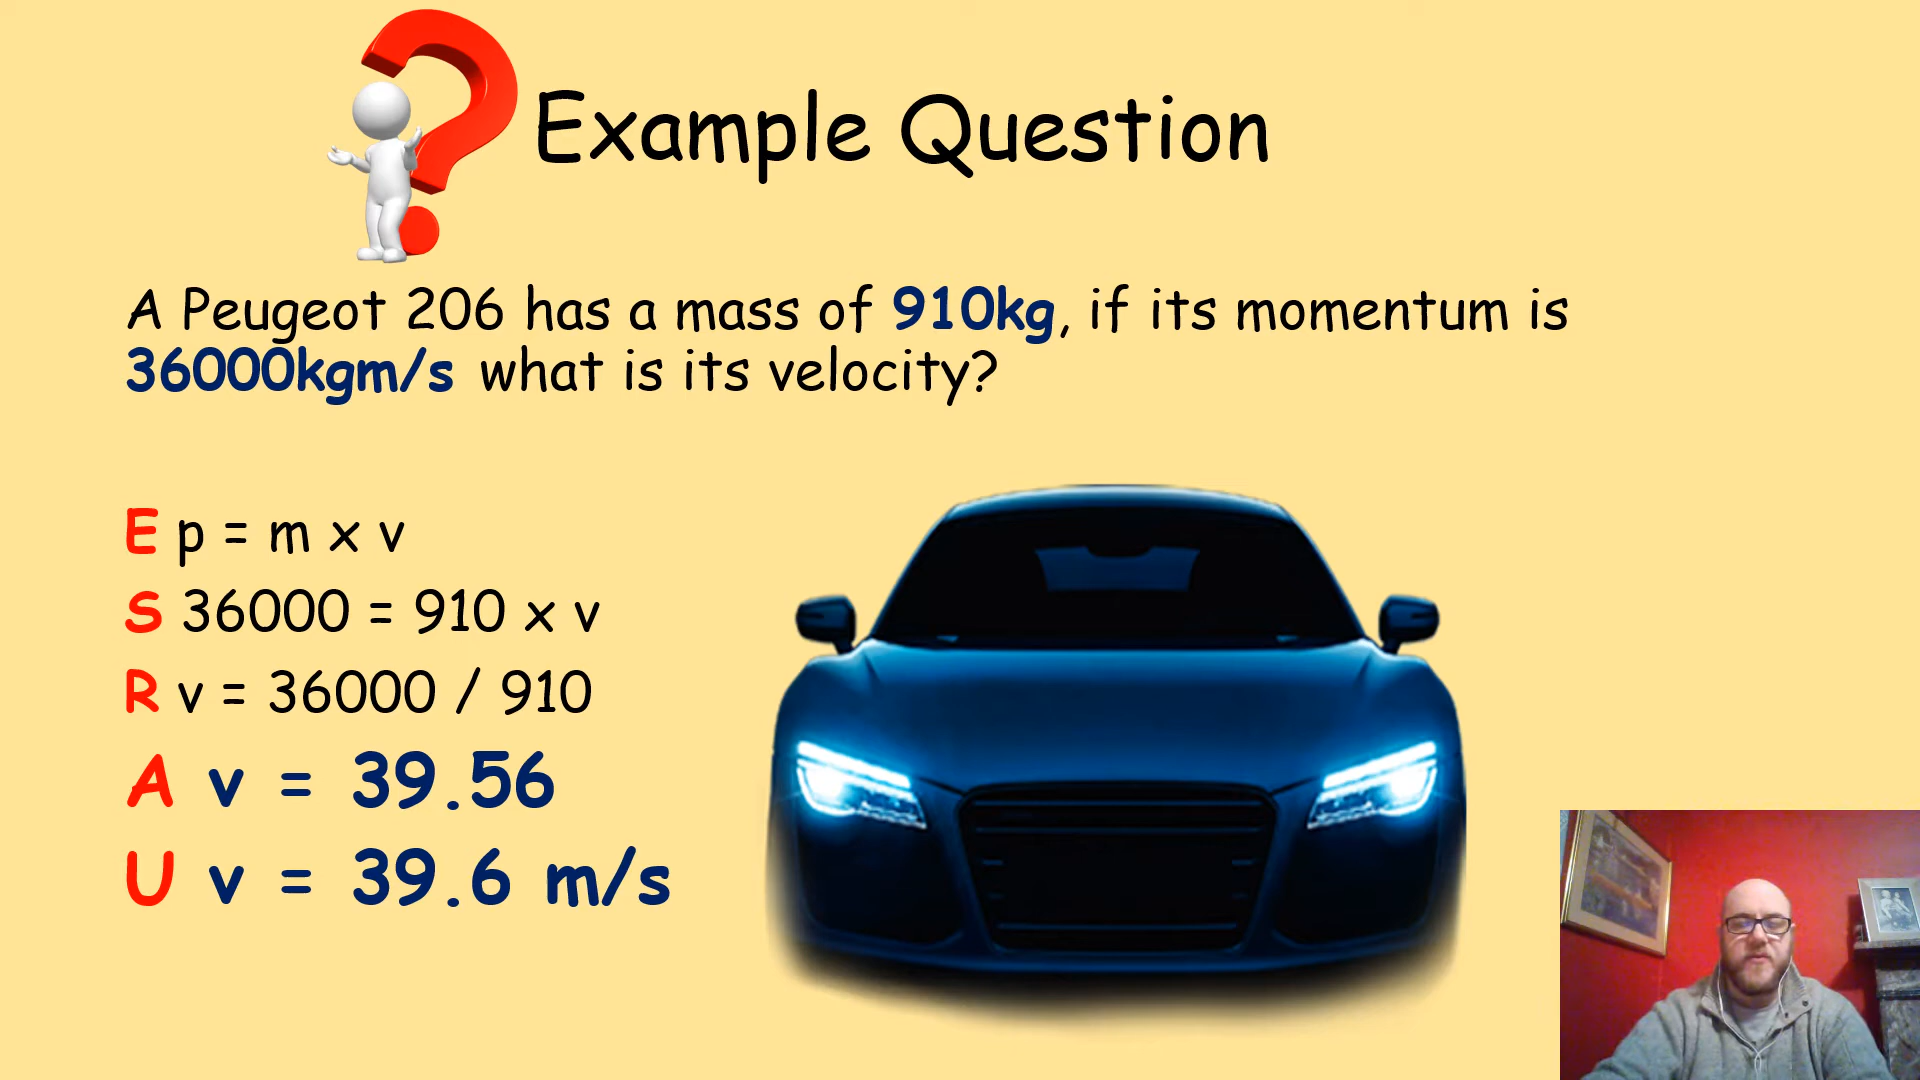 Example Question
A Peugeot 206 has a mass of 910kg, if its momentum is
36000kgm/s what is its velocity?
E p = m x v
S 36000 = 910 x v
R v = 36000 / 910
A v = 39.56
U v = 39.6 m/s